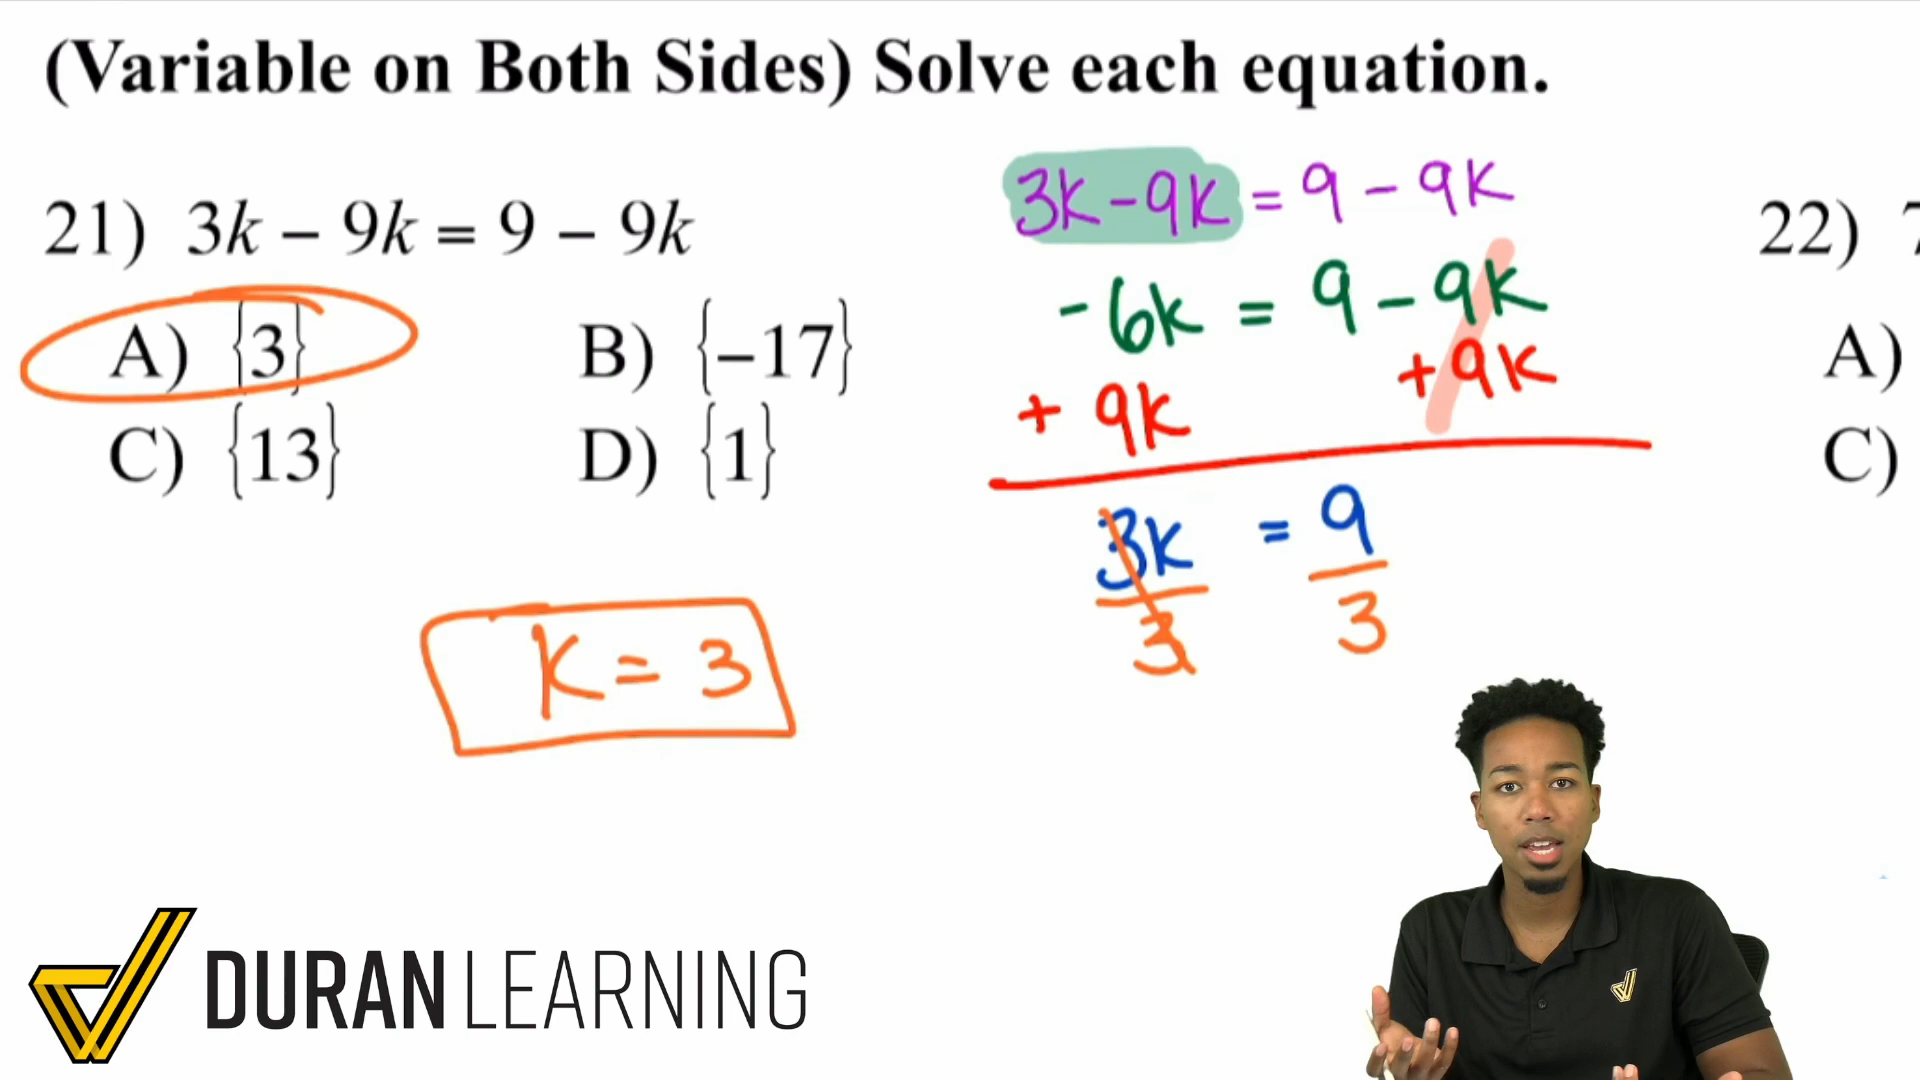 (Variable on Both Sides) Solve each equation.
21) 3k – 9k = 9 – 9k
A) {3}
B) {–17}
C) {13}
D) {1}
3k - 9k = 9 - 9k
-6k = 9 - 9k
+ 9k + 9k
3k = 9
3 3
K = 3
22) 7
A)
C)
DURAN LEARNING